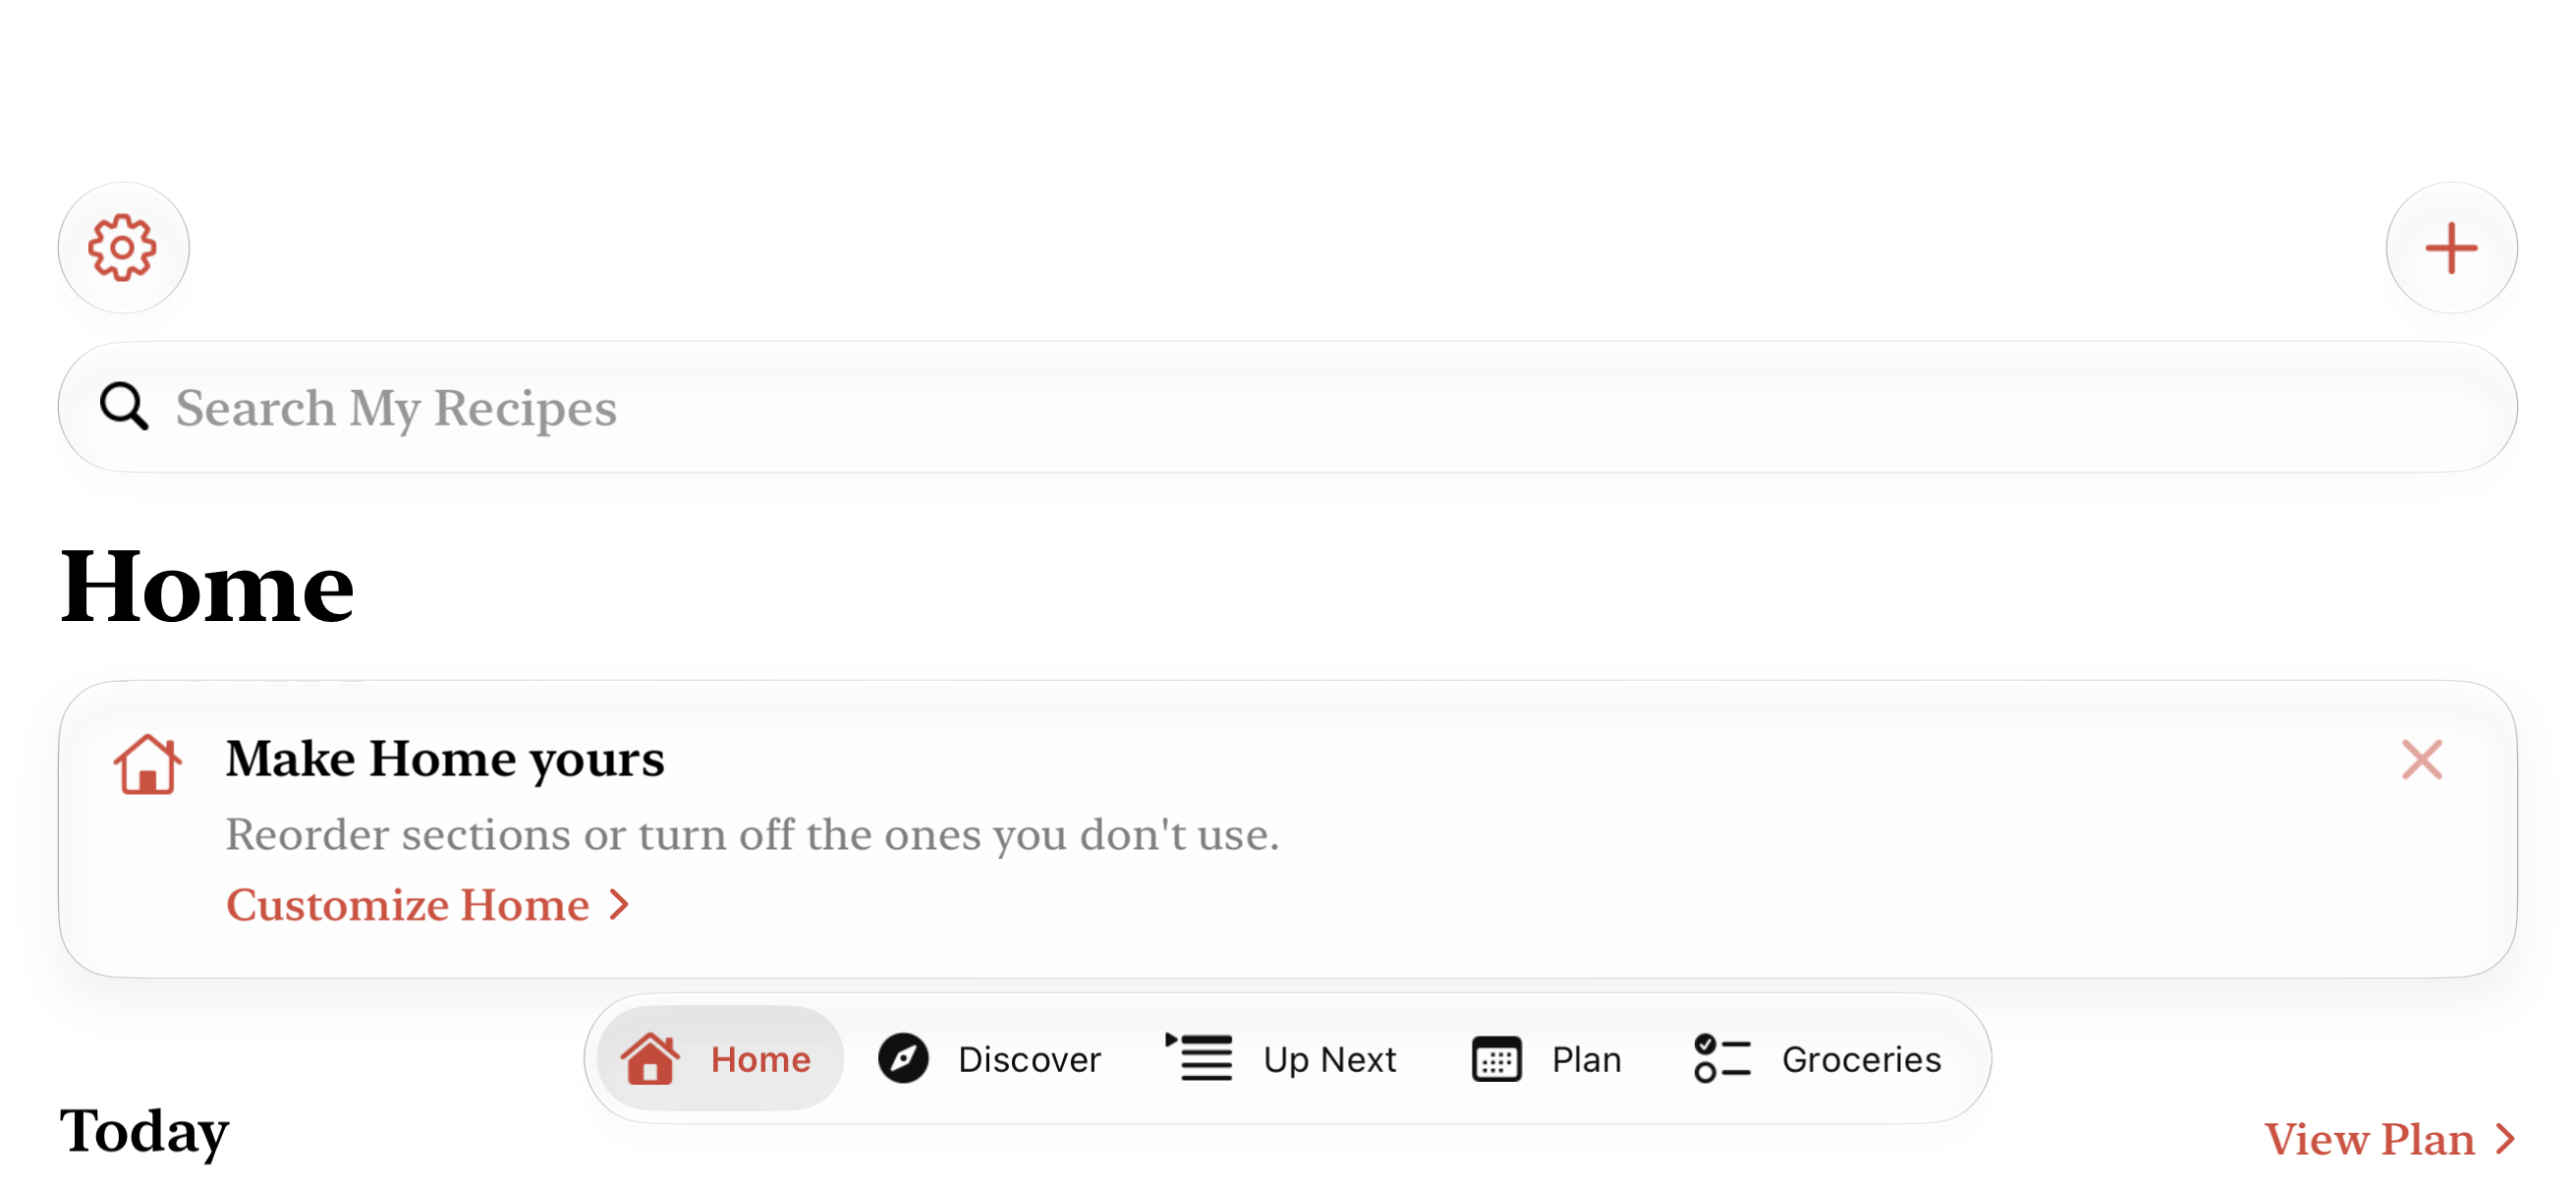 Search My Recipes
Home
Make Home yours
Reorder sections or turn off the ones you don't use.
Customize Home
Home
Discover
Up Next
Plan
Groceries
Today
View Plan